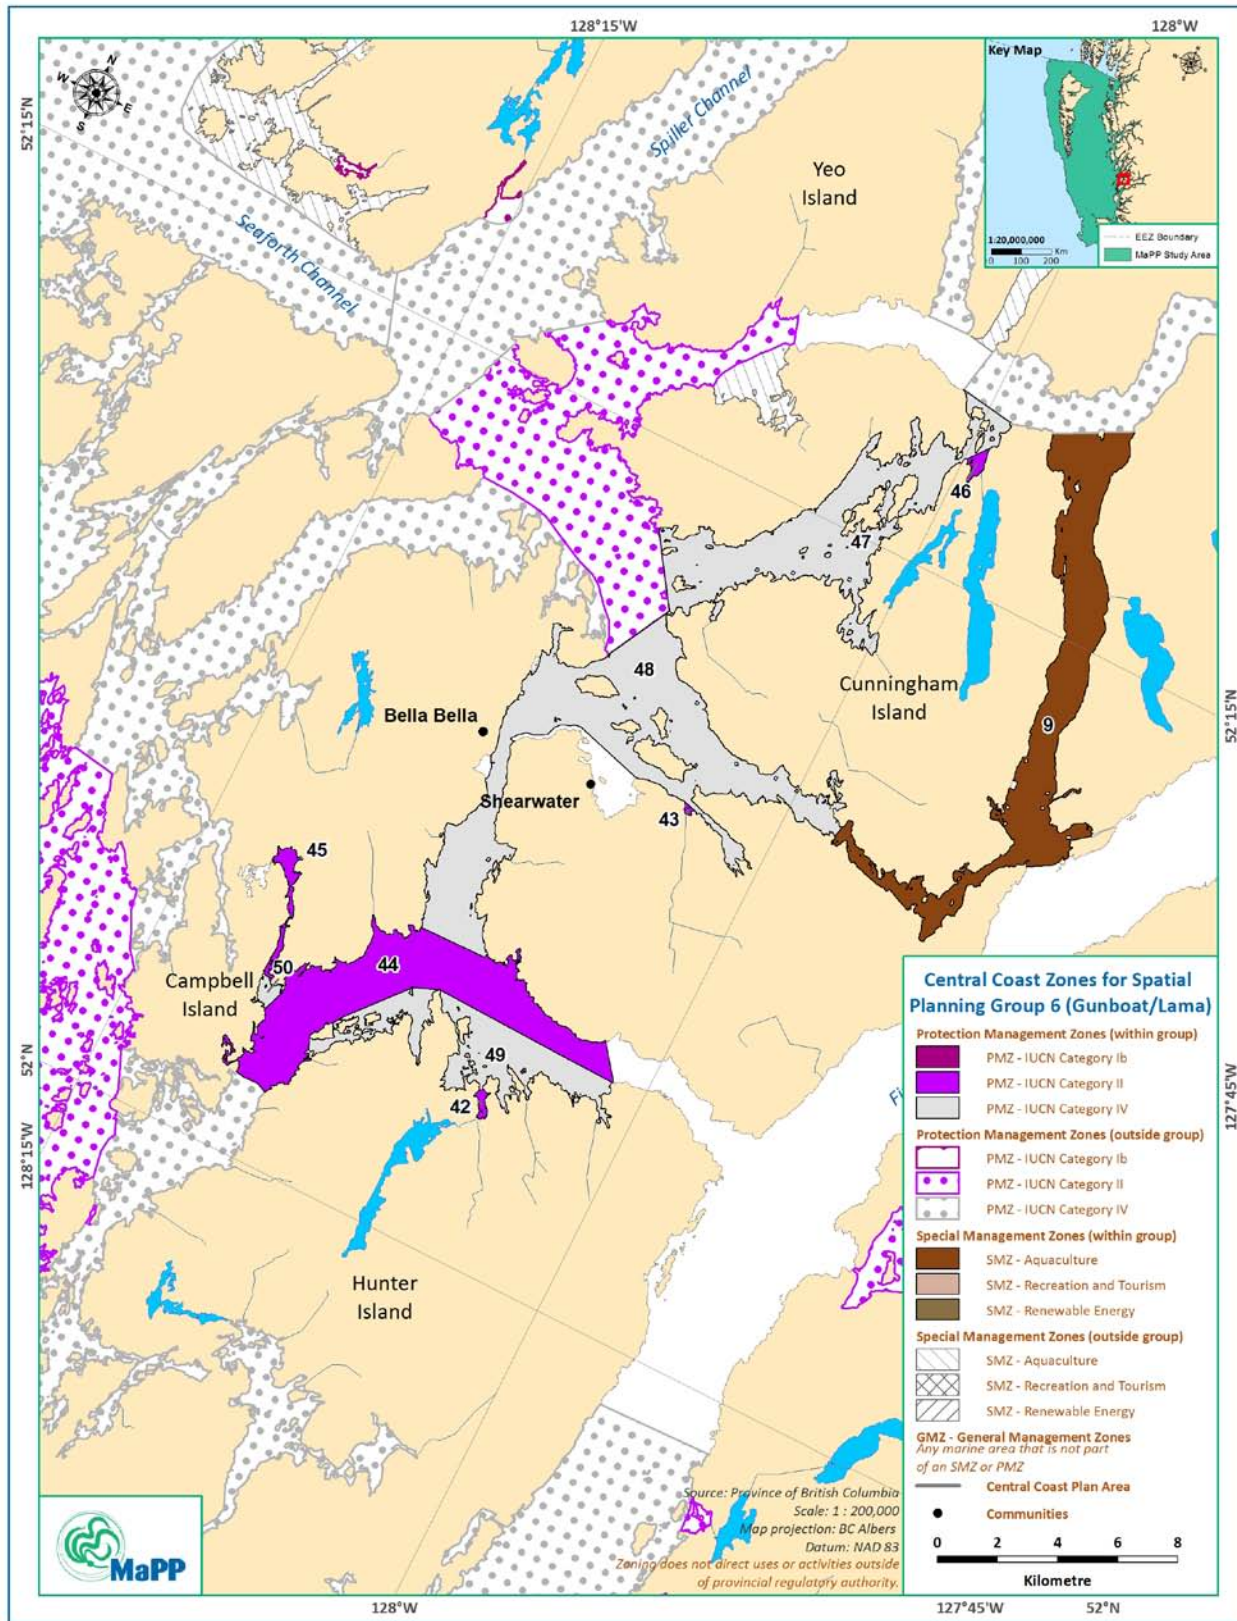 128°15'W
128°W
52°15'N
N
W
E
S
Key Map
1:20,000,000
Km
0 100 200
EEZ Boundary
MaPP Study Area
Spiller Channel
Yeo
Island
Seaforth Channel
46
47
48
Cunningham
Island
9
52°15'N
Bella Bella
Shearwater
43
45
50
44
Campbell
Island
49
42
52°N
128°15'W
127°45'W
Hunter
Island
Central Coast Zones for Spatial
Planning Group 6 (Gunboat/Lama)
Protection Management Zones (within group)
PMZ - IUCN Category Ib
PMZ - IUCN Category II
PMZ - IUCN Category IV
Protection Management Zones (outside group)
PMZ - IUCN Category Ib
PMZ - IUCN Category II
PMZ - IUCN Category IV
Special Management Zones (within group)
SMZ - Aquaculture
SMZ - Recreation and Tourism
SMZ - Renewable Energy
Special Management Zones (outside group)
SMZ - Aquaculture
SMZ - Recreation and Tourism
SMZ - Renewable Energy
GMZ - General Management Zones
Any marine area that is not part
of an SMZ or PMZ
Central Coast Plan Area
Communities
0 2 4 6 8
Kilometre
Source: Province of British Columbia
Scale: 1 : 200,000
Map projection: BC Albers
Datum: NAD 83
Zoning does not direct uses or activities outside
of provincial regulatory authority.
MaPP
128°W
127°45'W
52°N